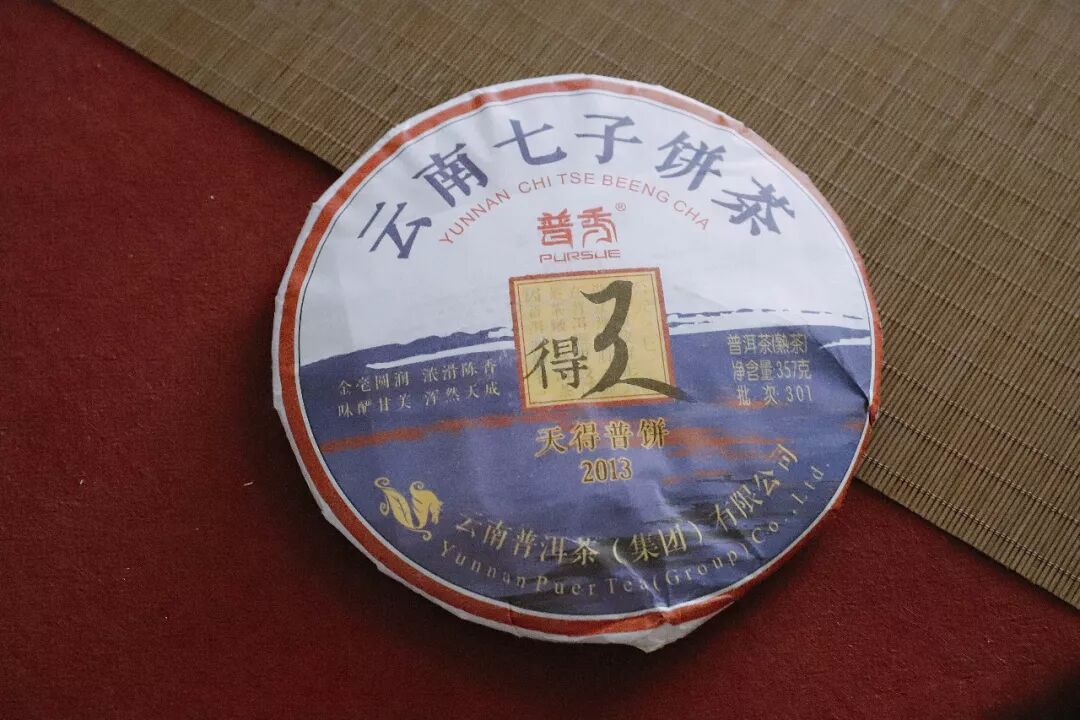 云南七子饼茶
YUNNAN CHI TSE BEENG CHA
普秀®
PURSUE
得
金毫圆润 浓滑陈香
味酽甘美 浑然天成
普洱茶(熟茶)
净含量357克
批 次 301
天得普饼
2013
云南普洱茶（集团）有限公司
Yunnan Puer Tea(Group)Co.,Ltd.